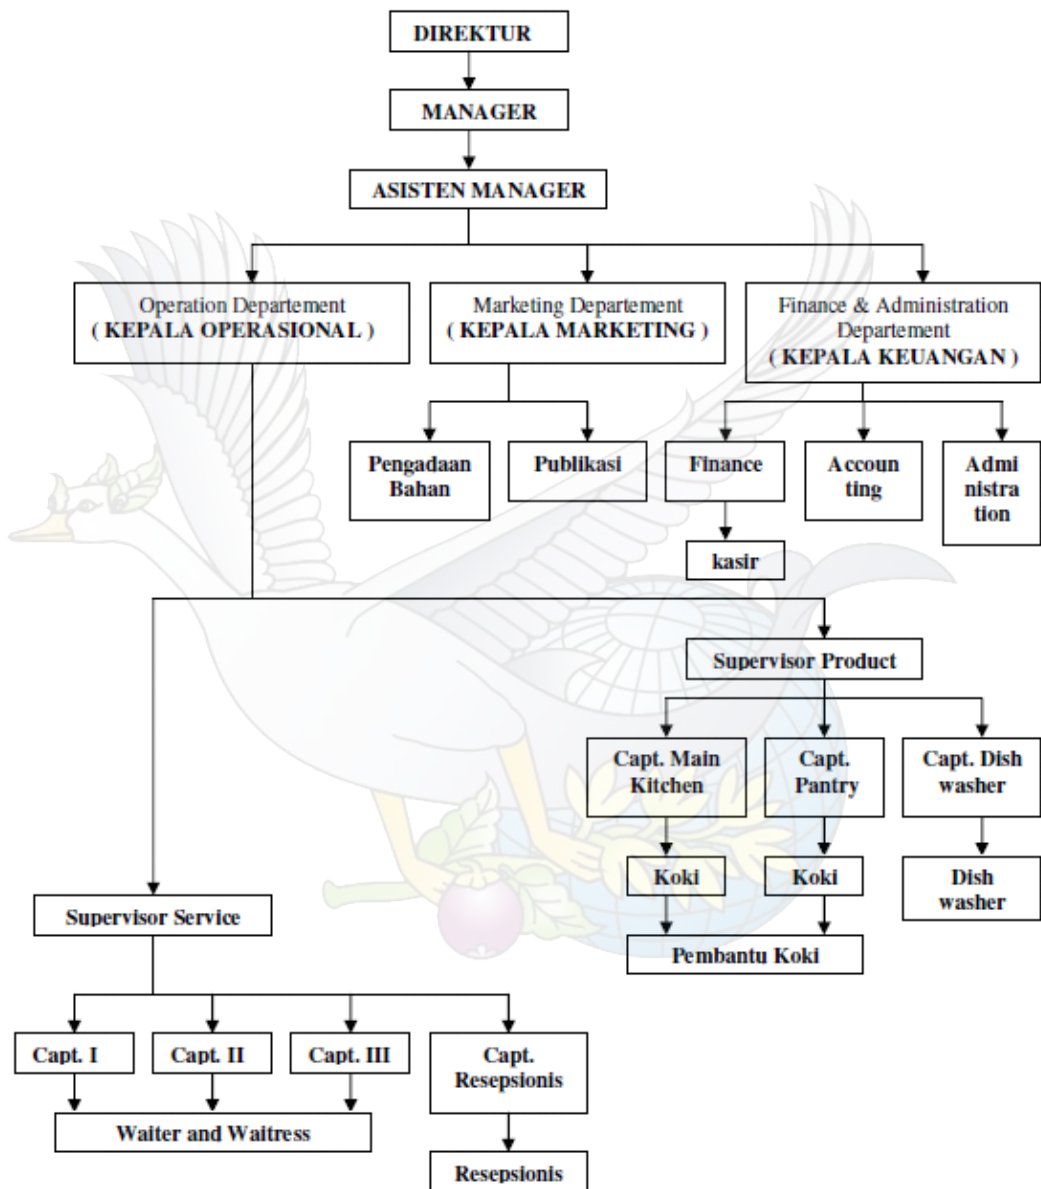 DIREKTUR
MANAGER
ASISTEN MANAGER
Operation Departement
( KEPALA OPERASIONAL )
Marketing Departement
( KEPALA MARKETING )
Finance & Administration
Departement
( KEPALA KEUANGAN )
Pengadaan
Bahan
Publikasi
Finance
Accoun
ting
Admi
nistra
tion
kasir
Supervisor Product
Capt. Main
Kitchen
Capt.
Pantry
Capt. Dish
washer
Koki
Koki
Dish
washer
Pembantu Koki
Supervisor Service
Capt. I
Capt. II
Capt. III
Capt.
Resepsionis
Waiter and Waitress
Resepsionis